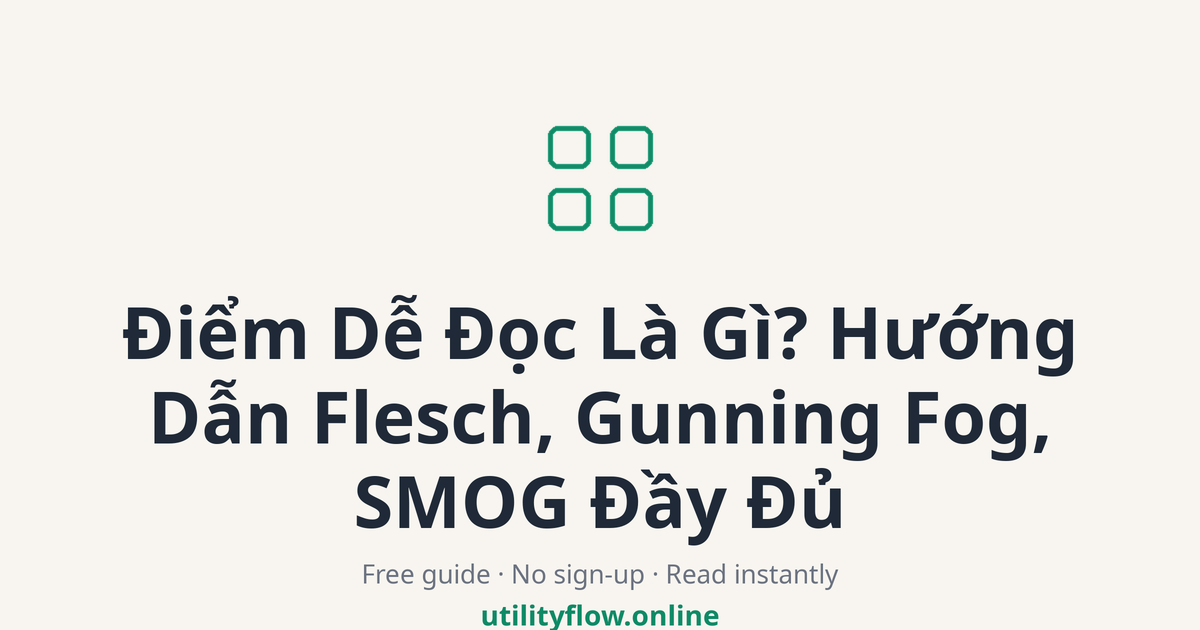 Điểm Dễ Đọc Là Gì? Hướng
Dẫn Flesch, Gunning Fog,
SMOG Đầy Đủ
Free guide · No sign-up · Read instantly
utilityflow.online